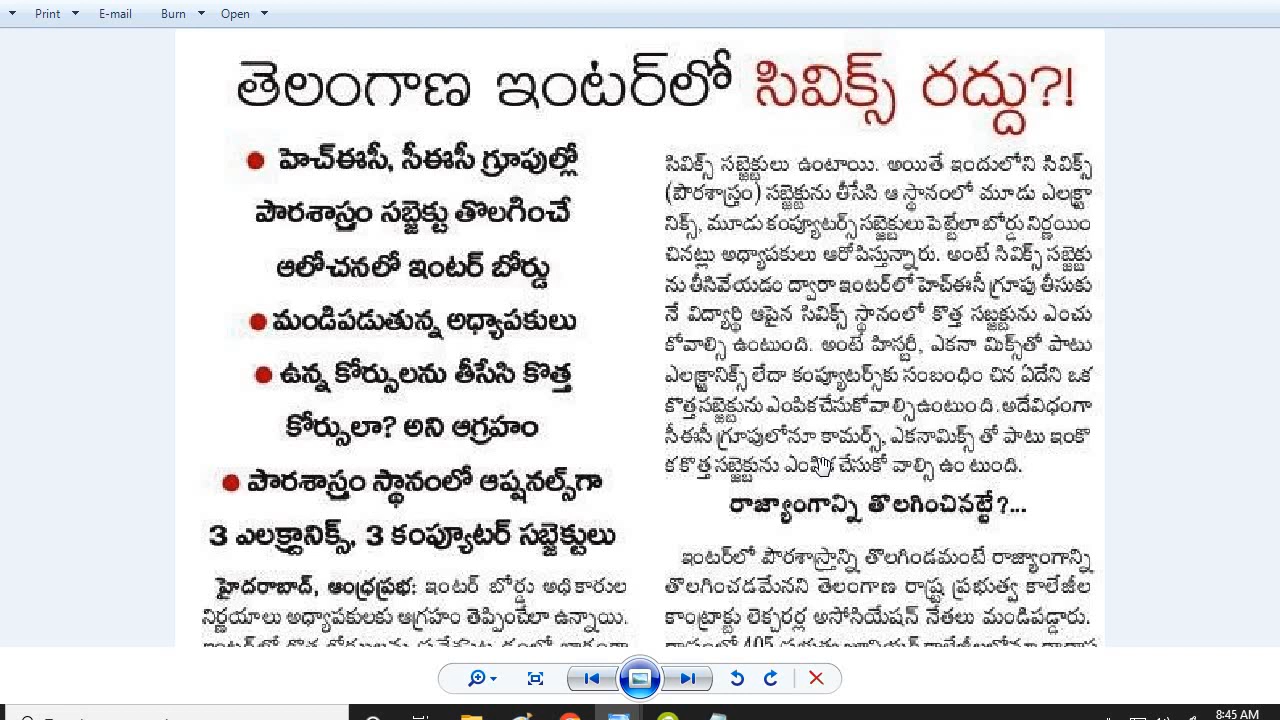 Print
E-mail
Burn
Open
తెలంగాణ ఇంటర్‌లో సివిక్స్ రద్దు?!
హెచ్ఈసీ, సీఈసీ గ్రూపుల్లో
పౌరశాస్త్రం సబ్జెక్టు తొలగించే
ఆలోచనలో ఇంటర్ బోర్డు
మండిపడుతున్న అధ్యాపకులు
ఉన్న కోర్సులను తీసేసి కొత్త
కోర్సులా? అని ఆగ్రహం
పౌరశాస్త్రం స్థానంలో ఆప్షనల్స్‌గా
3 ఎలక్ట్రానిక్స్, 3 కంప్యూటర్ సబ్జెక్టులు
హైదరాబాద్, ఆంధ్రప్రభ: ఇంటర్ బోర్డు అధికారుల
నిర్ణయాలు అధ్యాపకులకు ఆగ్రహం తెప్పించేలా ఉన్నాయి.
సివిక్స్ సబ్జెక్టులు ఉంటాయి. అయితే ఇందులోని సివిక్స్
(పౌరశాస్త్రం) సబ్జెక్టును తీసేసి ఆ స్థానంలో మూడు ఎలక్ట్రా
నిక్స్, మూడు కంప్యూటర్స్ సబ్జెక్టులు పెట్టేలా బోర్డు నిర్ణయిం
చినట్లు అధ్యాపకులు ఆరోపిస్తున్నారు. అంటే సివిక్స్ సబ్జెక్టు
ను తీసివేయడం ద్వారా ఇంటర్‌లో హెచ్ఈసీ గ్రూపు తీసుకు
నే విద్యార్థి ఆపైన సివిక్స్ స్థానంలో కొత్త సబ్జక్టును ఎంచు
కోవాల్సి ఉంటుంది. అంటే హిస్టరీ, ఎకనా మిక్స్‌తో పాటు
ఎలక్ట్రానిక్స్ లేదా కంప్యూటర్స్‌కు సంబంధిం చిన ఏదేని ఒక
కొత్తసబ్జెక్టును ఎంపికచేసుకోవా ల్సిఉంటుంది. అదేవిధంగా
సీఈసీ గ్రూపులోనూ కామర్స్, ఎకనామిక్స్ తో పాటు ఇంకొ
క కొత్త సబ్జెక్టును ఎంపిక చేసుకో వాల్సి ఉం టుంది.
రాజ్యాంగాన్ని తొలగించినట్టే?...
ఇంటర్‌లో పౌరశాస్త్రాన్ని తొలగిండమంటే రాజ్యాంగాన్ని
తొలగించడమేనని తెలంగాణ రాష్ట్ర ప్రభుత్వ కాలేజీల
కాంట్రాక్టు లెక్చరర్ల అసోసియేషన్ నేతలు మండిపడ్డారు.
8:45 AM